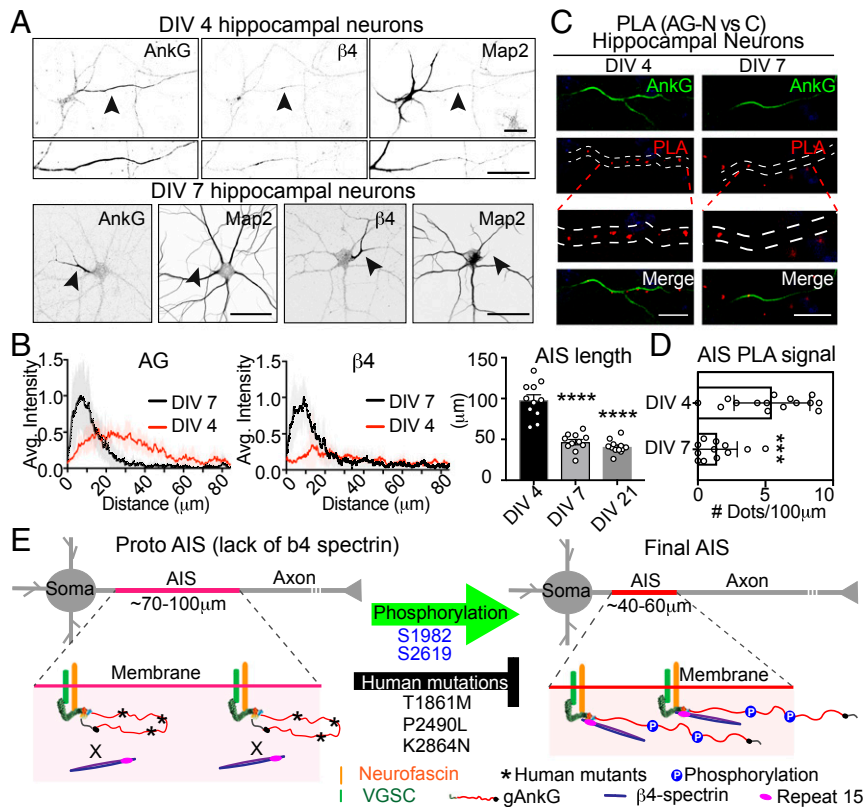 A
DIV 4 hippocampal neurons
AnkG
β4
Map2
DIV 7 hippocampal neurons
AnkG
Map2
β4
Map2
C
PLA (AG-N vs C)
Hippocampal Neurons
DIV 4
DIV 7
AnkG
AnkG
PLA
PLA
Merge
Merge
B
AG
Avg. Intensity
1.5
1.0
0.5
0.0
DIV 7
DIV 4
0
20
40
60
80
Distance (μm)
β4
Avg. Intensity
1.5
1.0
0.5
0.0
DIV 7
DIV 4
0
20
40
60
80
Distance (μm)
AIS length
(μm)
150
100
50
0
****
****
DIV 4
DIV 7
DIV 21
D
AIS PLA signal
DIV 4
DIV 7
***
0
5
10
# Dots/100μm
E
Proto AIS (lack of b4 spectrin)
Soma
AIS
Axon
~70-100μm
Membrane
X
X
Phosphorylation
S1982
S2619
Human mutations
T1861M
P2490L
K2864N
Final AIS
Soma
AIS
Axon
~40-60μm
Membrane
P
P
P
P
Neurofascin
*Human mutants
P Phosphorylation
VGSC
gAnkG
β4-spectrin
Repeat 15